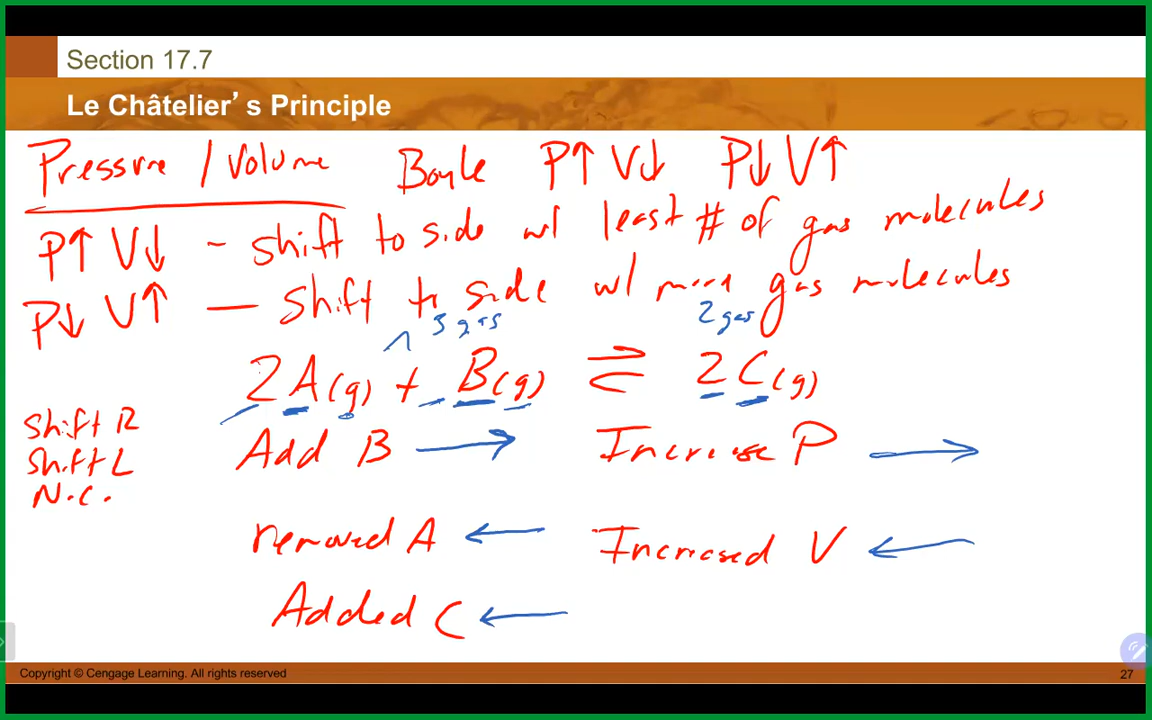 Section 17.7
Le Châtelier's Principle
Pressure / Volume Boyle P↑ V↓ P↓ V↑
P↑ V↓ - shift to side w/ least # of gas molecules
P↓ V↑ — shift to side w/ more gas molecules
3 gas 2 gas
2A(g) + B(g) ⇌ 2C(g)
Shift R
Shift L
N.C.
Add B → Increase P →
removed A ← Increased V ←
Added C ←
Copyright © Cengage Learning. All rights reserved 27